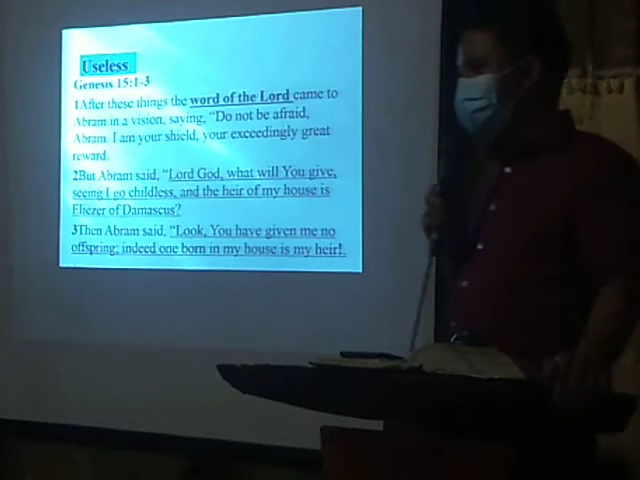 Useless
Genesis 15:1-3
1After these things the word of the Lord came to
Abram in a vision, saying, “Do not be afraid,
Abram. I am your shield, your exceedingly great
reward.
2But Abram said, “Lord God, what will You give,
seeing I go childless, and the heir of my house is
Eliezer of Damascus?
3Then Abram said, “Look, You have given me no
offspring; indeed one born in my house is my heir!.